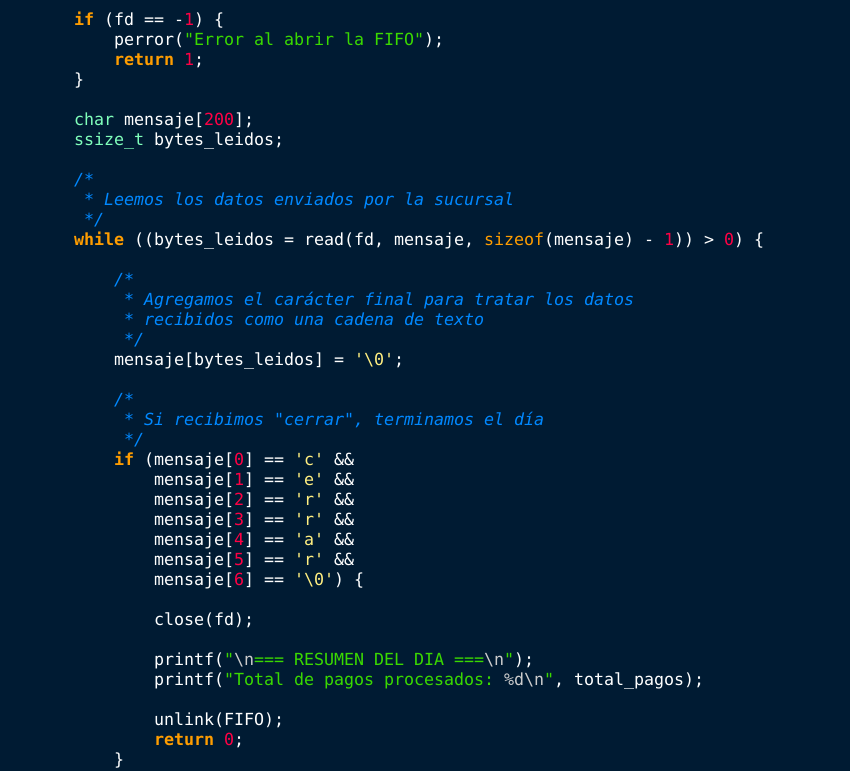 if (fd == -1) {
perror("Error al abrir la FIFO");
return 1;
}
char mensaje[200];
ssize_t bytes_leidos;
/*
* Leemos los datos enviados por la sucursal
*/
while ((bytes_leidos = read(fd, mensaje, sizeof(mensaje) - 1)) > 0) {
/*
* Agregamos el carácter final para tratar los datos
* recibidos como una cadena de texto
*/
mensaje[bytes_leidos] = '\0';
/*
* Si recibimos "cerrar", terminamos el día
*/
if (mensaje[0] == 'c' &&
mensaje[1] == 'e' &&
mensaje[2] == 'r' &&
mensaje[3] == 'r' &&
mensaje[4] == 'a' &&
mensaje[5] == 'r' &&
mensaje[6] == '\0') {
close(fd);
printf("\n=== RESUMEN DEL DIA ===\n");
printf("Total de pagos procesados: %d\n", total_pagos);
unlink(FIFO);
return 0;
}